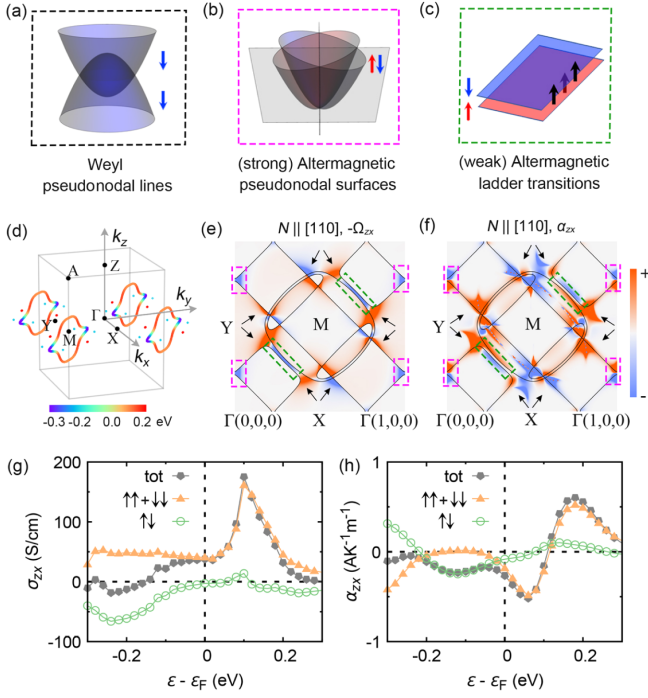 (a)
(b)
(c)
Weyl
pseudonodal lines
(strong) Altermagnetic
pseudonodal surfaces
(weak) Altermagnetic
ladder transitions
(d)
(e)
N || [110], -Ωzx
(f)
N || [110], αzx
kz
A
Z
ky
Y
Γ
M
X
kx
-0.3
-0.2
0.0
0.2 eV
Y
M
Γ(0,0,0)
X
Γ(1,0,0)
Y
M
Γ(0,0,0)
X
Γ(1,0,0)
+
-
(g)
tot
↑↑ + ↓↓
↑↓
200
100
0
-100
σzx (S/cm)
-0.2
0
0.2
ε - εF (eV)
(h)
tot
↑↑ + ↓↓
↑↓
1
0
-1
αzx (AK⁻¹m⁻¹)
-0.2
0
0.2
ε - εF (eV)